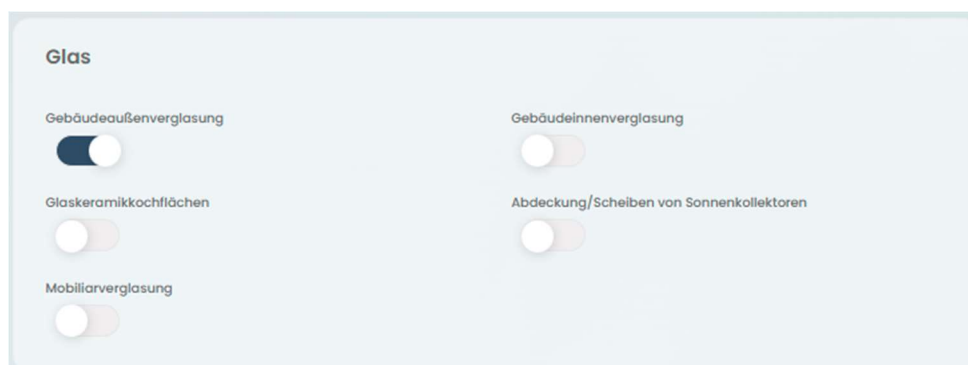 Glas
Gebäudeaußenverglasung
Gebäudeinnenverglasung
Glaskeramikkochflächen
Abdeckung/Scheiben von Sonnenkollektoren
Mobiliarverglasung